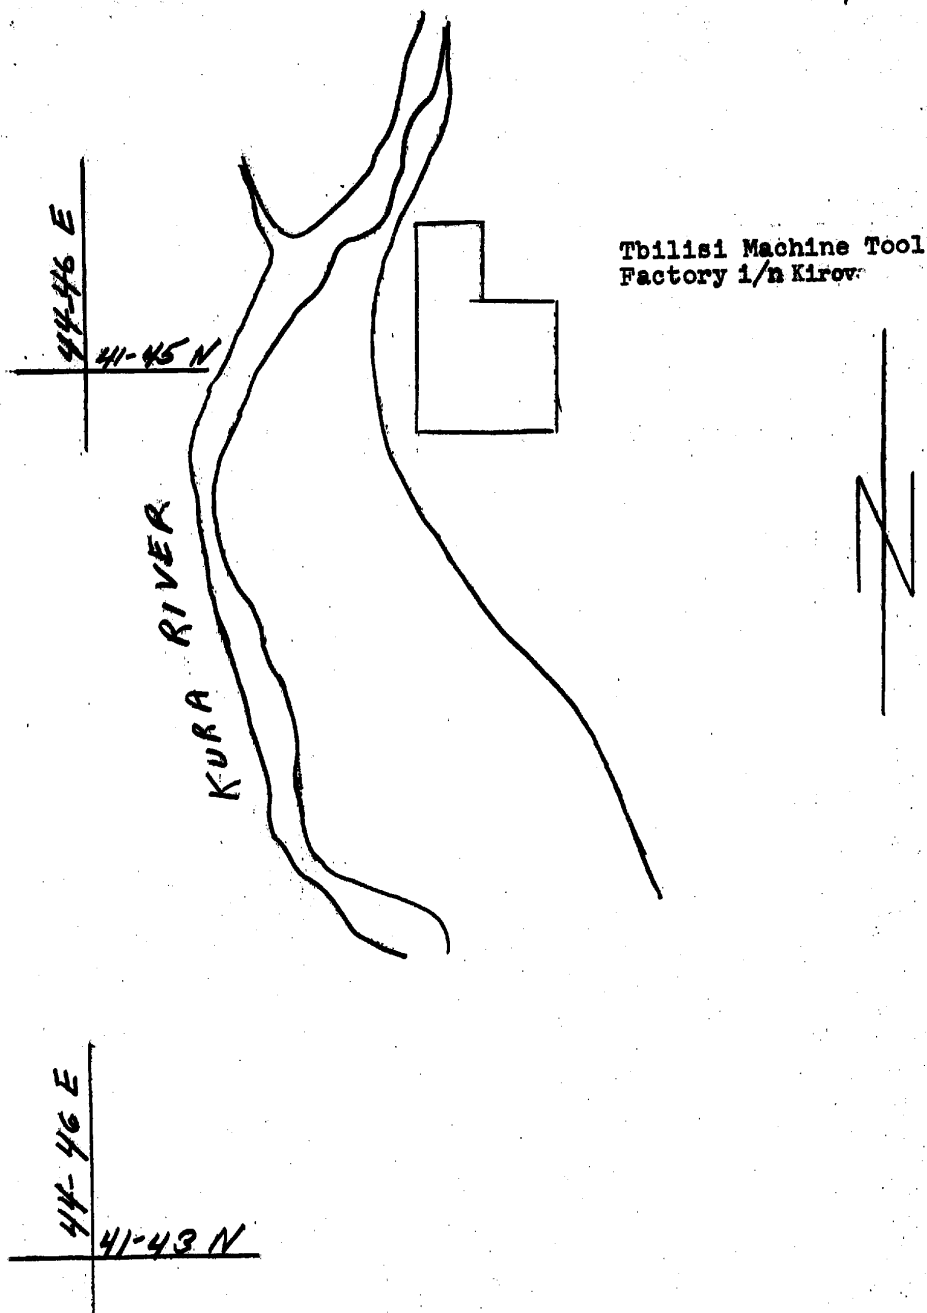 Tbilisi Machine Tool
Factory i/n Kirov
44-46 E
41-45 N
KURA RIVER
N
44-46 E
41-43 N